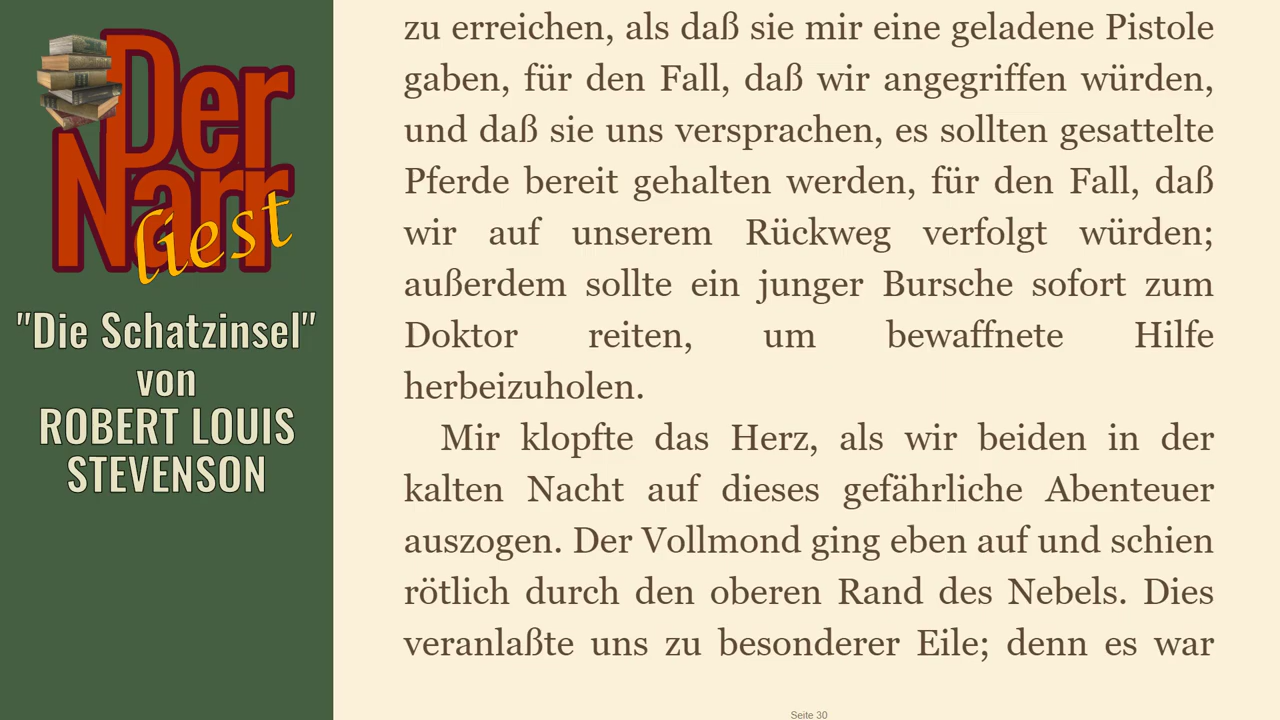 Der
Narr
liest
"Die Schatzinsel"
von
ROBERT LOUIS
STEVENSON
zu erreichen, als daß sie mir eine geladene Pistole
gaben, für den Fall, daß wir angegriffen würden,
und daß sie uns versprachen, es sollten gesattelte
Pferde bereit gehalten werden, für den Fall, daß
wir auf unserem Rückweg verfolgt würden;
außerdem sollte ein junger Bursche sofort zum
Doktor reiten, um bewaffnete Hilfe
herbeizuholen.
Mir klopfte das Herz, als wir beiden in der
kalten Nacht auf dieses gefährliche Abenteuer
auszogen. Der Vollmond ging eben auf und schien
rötlich durch den oberen Rand des Nebels. Dies
veranlaßte uns zu besonderer Eile; denn es war
Seite 30